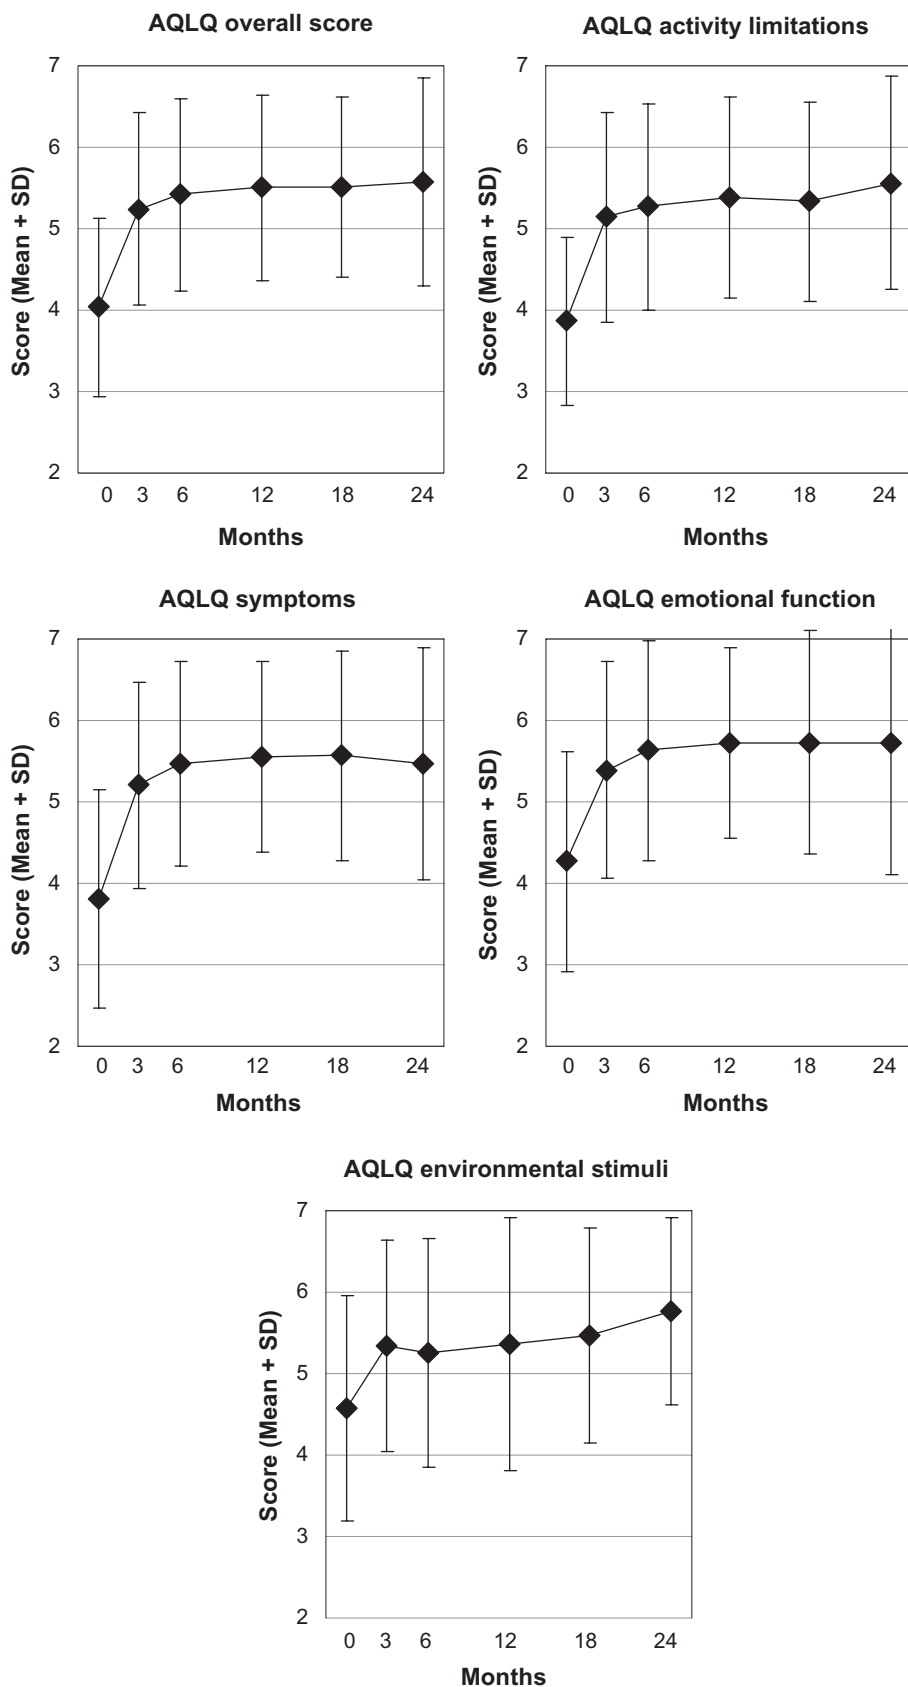 AQLQ overall score
7
6
5
4
3
2
Score (Mean + SD)
0 3 6 12 18 24
Months
AQLQ activity limitations
7
6
5
4
3
2
Score (Mean + SD)
0 3 6 12 18 24
Months
AQLQ symptoms
7
6
5
4
3
2
Score (Mean + SD)
0 3 6 12 18 24
Months
AQLQ emotional function
7
6
5
4
3
2
Score (Mean + SD)
0 3 6 12 18 24
Months
AQLQ environmental stimuli
7
6
5
4
3
2
Score (Mean + SD)
0 3 6 12 18 24
Months